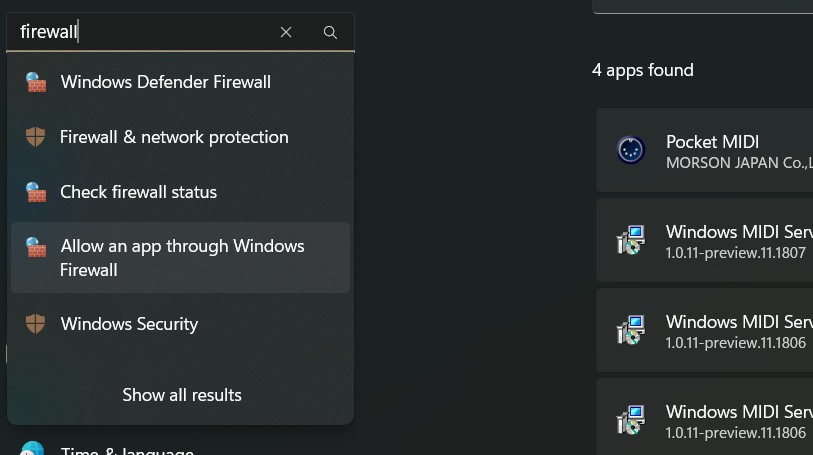 firewall
Windows Defender Firewall
Firewall & network protection
Check firewall status
Allow an app through Windows
Firewall
Windows Security
Show all results
Time & language
4 apps found
Pocket MIDI
MORSON JAPAN Co.,
Windows MIDI Serv
1.0.11-preview.11.1807
Windows MIDI Serv
1.0.11-preview.11.1806
Windows MIDI Serv
1.0.11-preview.11.1806